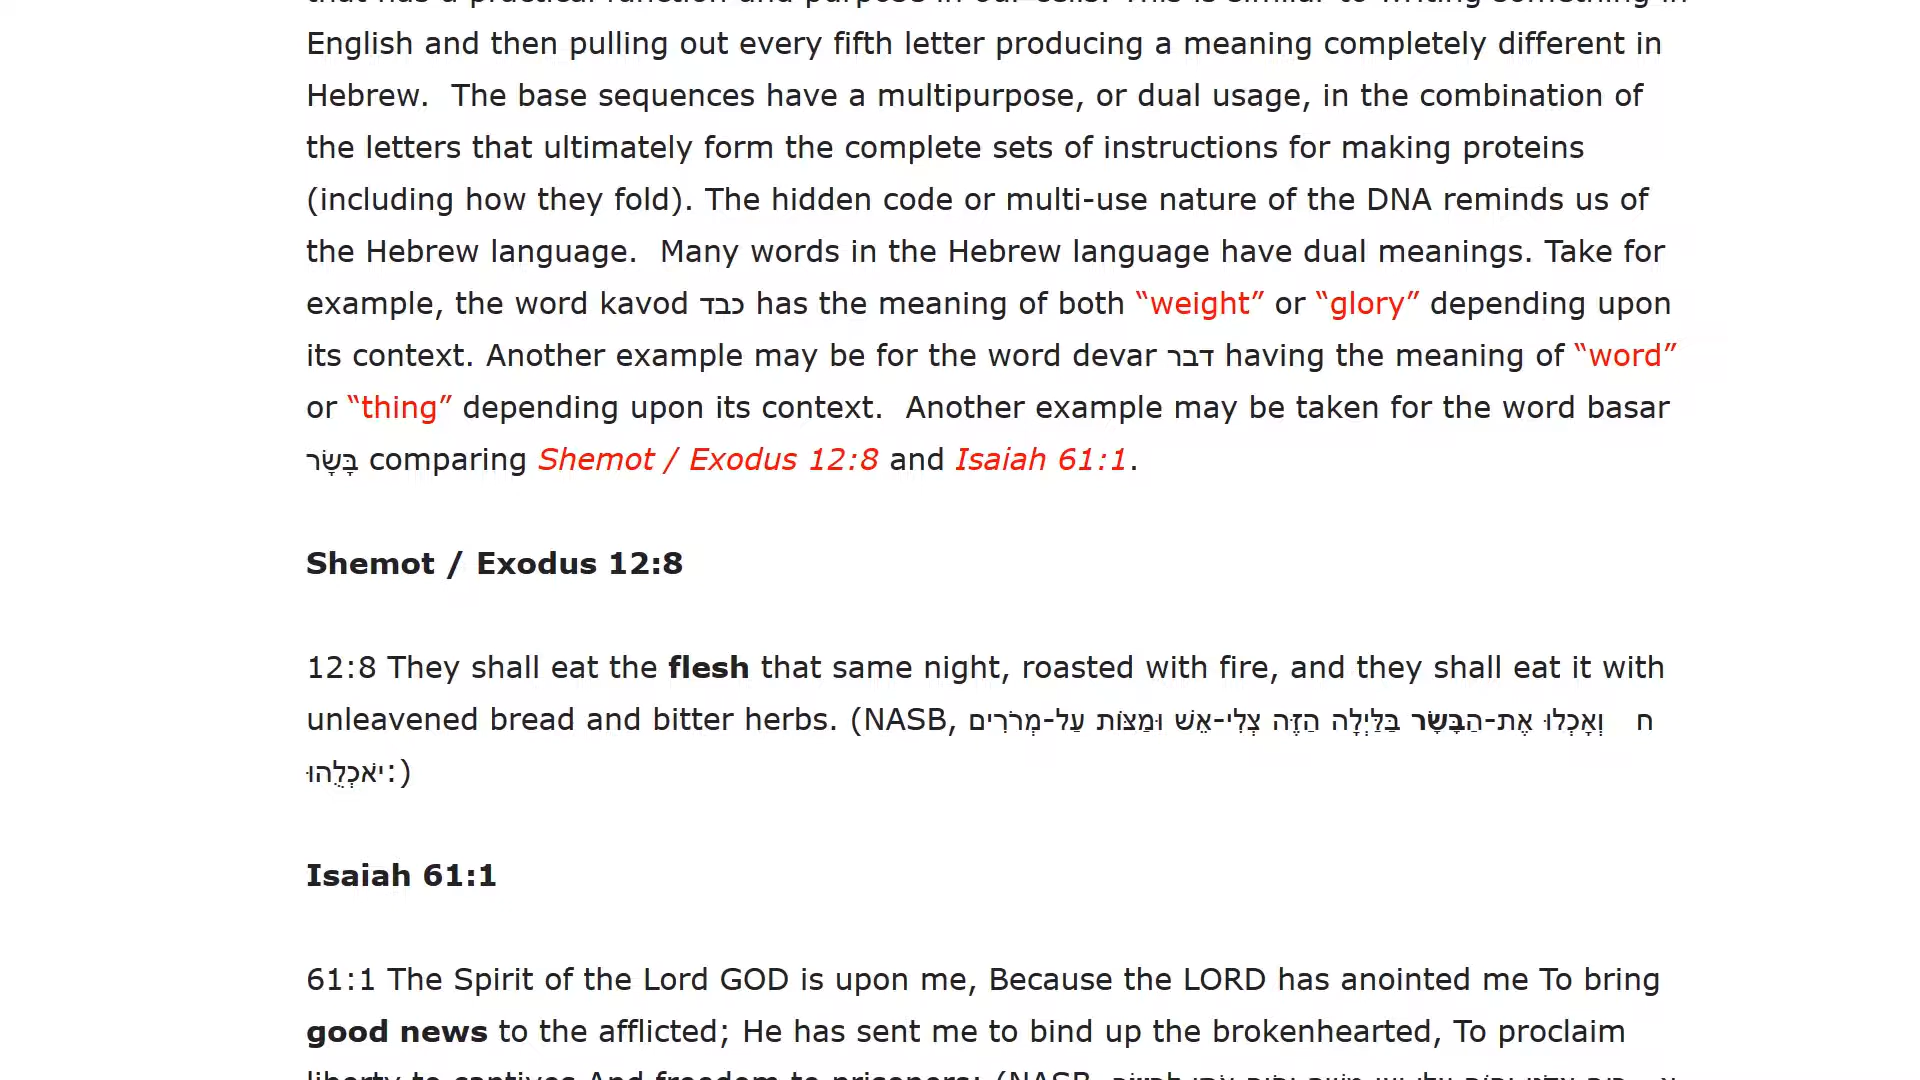 English and then pulling out every fifth letter producing a meaning completely different in
Hebrew.  The base sequences have a multipurpose, or dual usage, in the combination of
the letters that ultimately form the complete sets of instructions for making proteins
(including how they fold). The hidden code or multi-use nature of the DNA reminds us of
the Hebrew language.  Many words in the Hebrew language have dual meanings. Take for
example, the word kavod כבד has the meaning of both “weight” or “glory” depending upon
its context. Another example may be for the word devar דבר having the meaning of “word”
or “thing” depending upon its context.  Another example may be taken for the word basar
בָּשָׂר comparing Shemot / Exodus 12:8 and Isaiah 61:1.
Shemot / Exodus 12:8
12:8 They shall eat the flesh that same night, roasted with fire, and they shall eat it with
unleavened bread and bitter herbs. (NASB, ח   וְאָכְלוּ אֶת-הַבָּשָׂר בַּלַּיְלָה הַזֶּה צְלִי-אֵשׁ וּמַצּוֹת עַל-מְרֹרִים
יֹאכְלֻהוּ:)
Isaiah 61:1
61:1 The Spirit of the Lord GOD is upon me, Because the LORD has anointed me To bring
good news to the afflicted; He has sent me to bind up the brokenhearted, To proclaim
liberty to captives And freedom to prisoners; (NASB,